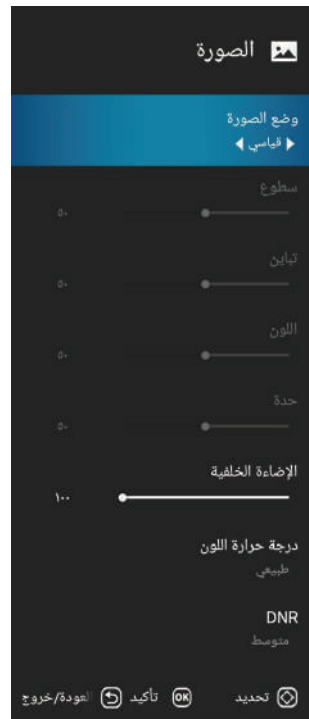 الصورة
وضع الصورة
قياسي
سطوع
٥٠
تباين
٥٠
اللون
٥٠
حدة
٥٠
الإضاءة الخلفية
١٠٠
درجة حرارة اللون
طبيعي
DNR
متوسط
تحديد OK تأكيد العودة/خروج